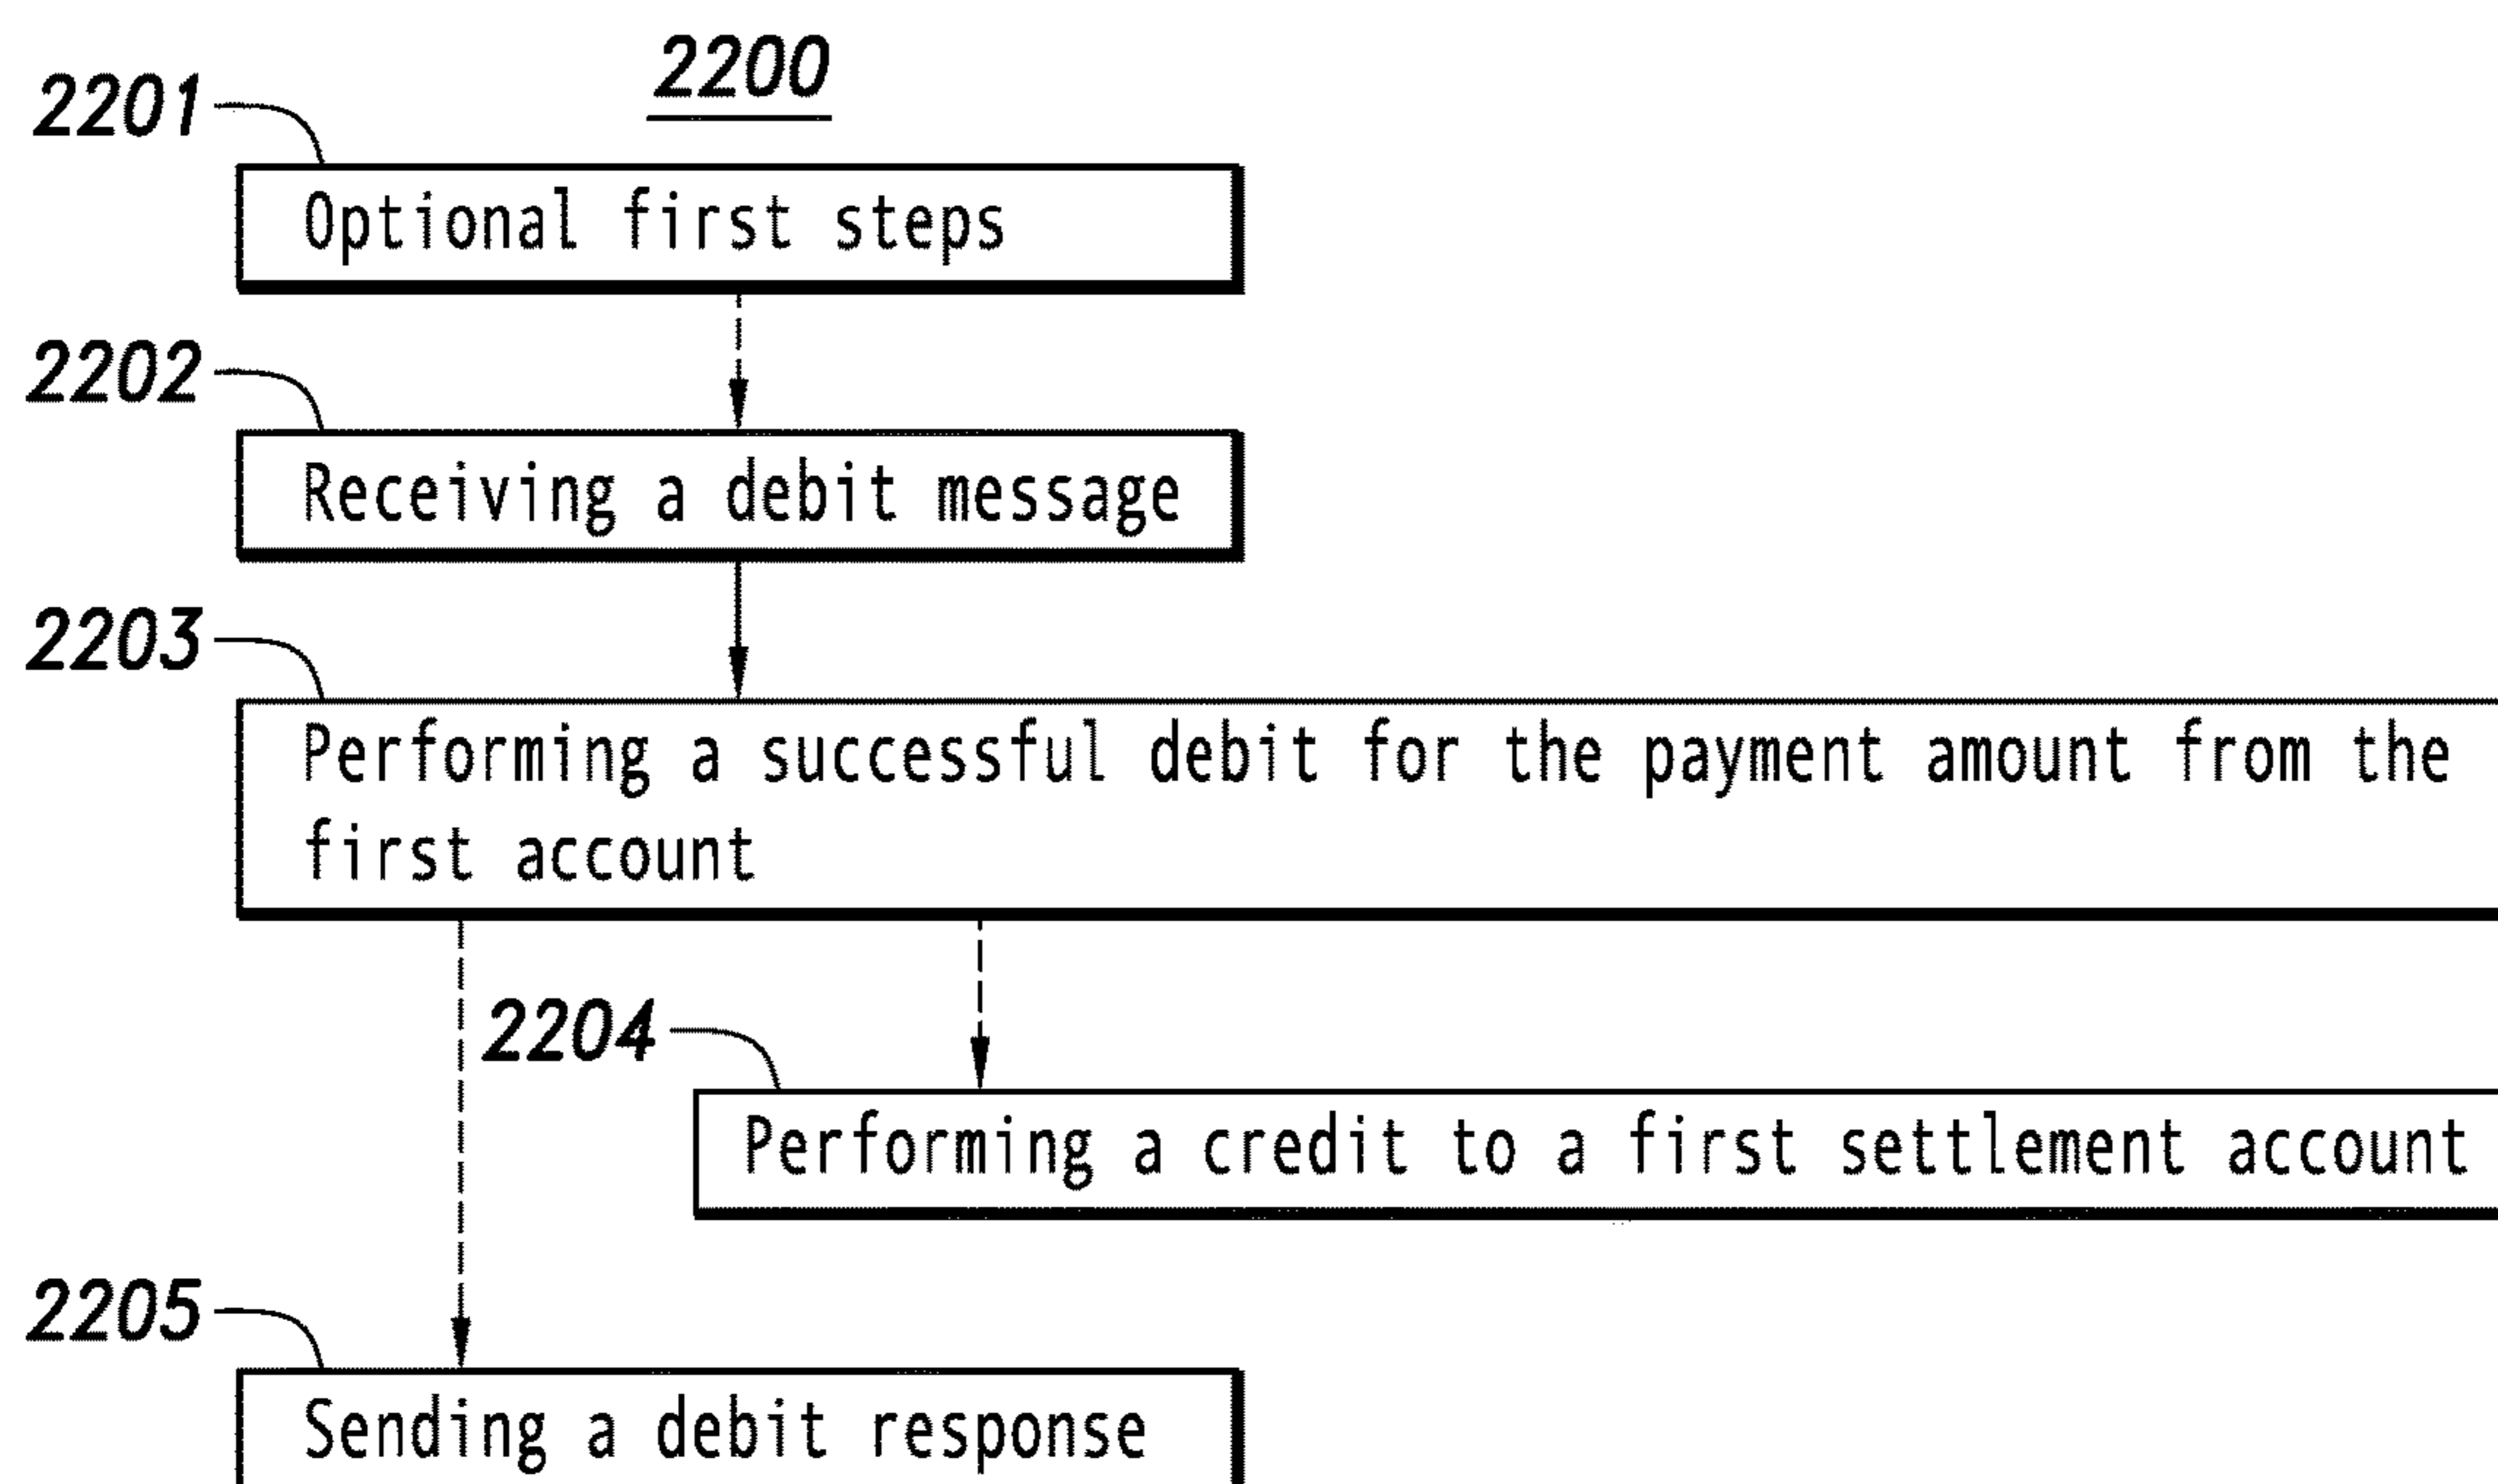 2200
2201
Optional first steps
2202
Receiving a debit message
2203
Performing a successful debit for the payment amount from the
first account
2204
Performing a credit to a first settlement account
2205
Sending a debit response